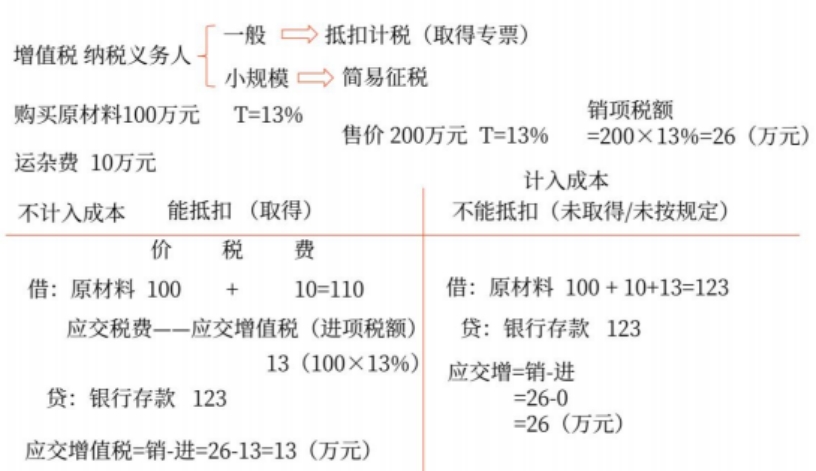 增值税 纳税义务人
一般 抵扣计税（取得专票）
小规模 简易征税
购买原材料100万元 T=13%
运杂费 10万元
售价 200万元 T=13%
销项税额
=200×13%=26（万元）
不计入成本 能抵扣 （取得）
价 税 费
借：原材料 100 + 10=110
应交税费——应交增值税（进项税额）
13（100×13%）
贷：银行存款 123
应交增值税=销-进=26-13=13（万元）
计入成本
不能抵扣（未取得/未按规定）
借：原材料 100 + 10+13=123
贷：银行存款 123
应交增=销-进
=26-0
=26（万元）